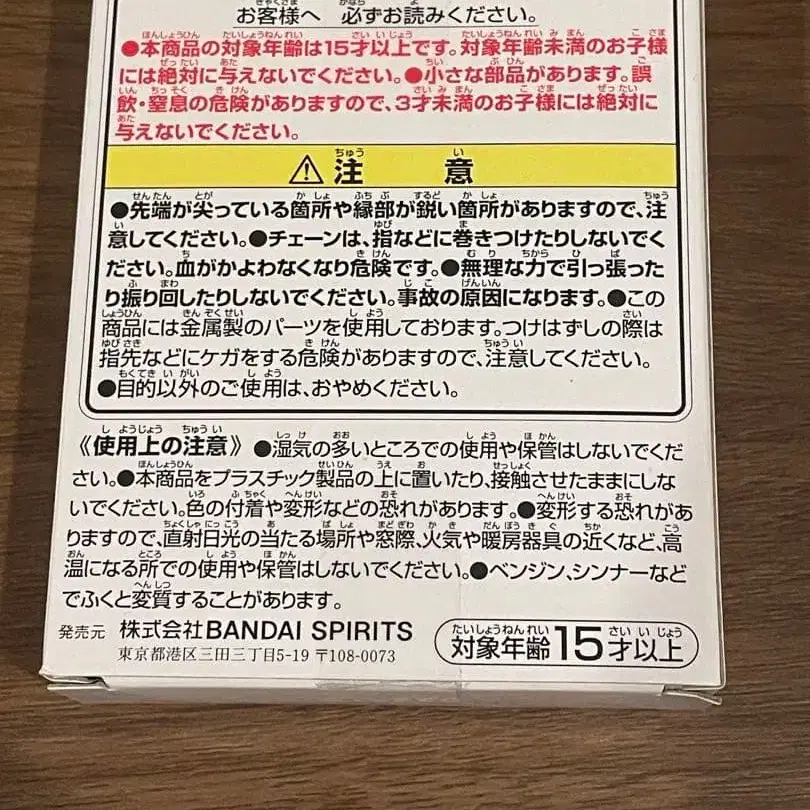 お客様へ 必ずお読みください。
●本商品の対象年齢は15才以上です。対象年齢未満のお子様
には絶対に与えないでください。●小さな部品があります。誤
飲・窒息の危険がありますので、3才未満のお子様には絶対に
与えないでください。
⚠注 意
●先端が尖っている箇所や縁部が鋭い箇所がありますので、注
意してください。●チェーンは、指などに巻きつけたりしないでく
ださい。血がかよわなくなり危険です。●無理な力で引っ張った
り振り回したりしないでください。事故の原因になります。●この
商品には金属製のパーツを使用しております。つけはずしの際は
指先などにケガをする危険がありますので、注意してください。
●目的以外のご使用は、おやめください。
《使用上の注意》●湿気の多いところでの使用や保管はしないでくだ
さい。●本商品をプラスチック製品の上に置いたり、接触させたままにしな
いでください。色の付着や変形などの恐れがあります。●変形する恐れがあ
りますので、直射日光の当たる場所や窓際、火気や暖房器具の近くなど、高
温になる所での使用や保管はしないでください。●ベンジン、シンナーなど
でふくと変質することがあります。
発売元 株式会社BANDAI SPIRITS
東京都港区三田三丁目5-19 〒108-0073
対象年齢15才以上